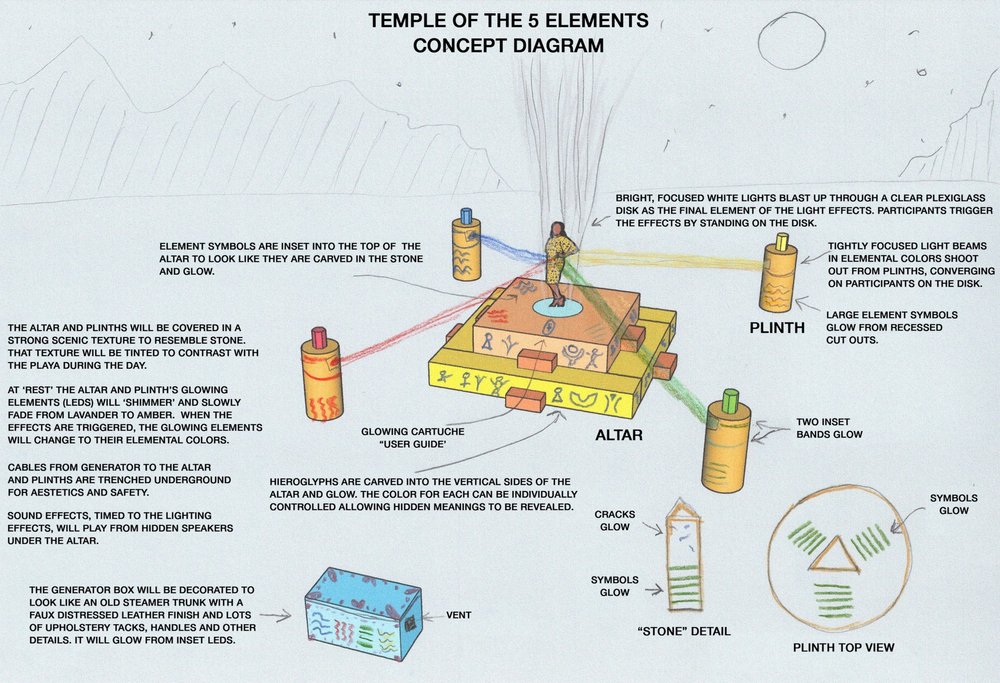 TEMPLE OF THE 5 ELEMENTS
CONCEPT DIAGRAM
BRIGHT, FOCUSED WHITE LIGHTS BLAST UP THROUGH A CLEAR PLEXIGLASS
DISK AS THE FINAL ELEMENT OF THE LIGHT EFFECTS. PARTICIPANTS TRIGGER
THE EFFECTS BY STANDING ON THE DISK.
ELEMENT SYMBOLS ARE INSET INTO THE TOP OF THE
ALTAR TO LOOK LIKE THEY ARE CARVED IN THE STONE
AND GLOW.
TIGHTLY FOCUSED LIGHT BEAMS
IN ELEMENTAL COLORS SHOOT
OUT FROM PLINTHS, CONVERGING
ON PARTICIPANTS ON THE DISK.
PLINTH
LARGE ELEMENT SYMBOLS
GLOW FROM RECESSED
CUT OUTS.
THE ALTAR AND PLINTHS WILL BE COVERED IN A
STRONG SCENIC TEXTURE TO RESEMBLE STONE.
THAT TEXTURE WILL BE TINTED TO CONTRAST WITH
THE PLAYA DURING THE DAY.
AT ‘REST’ THE ALTAR AND PLINTH’S GLOWING
ELEMENTS (LEDS) WILL ‘SHIMMER’ AND SLOWLY
FADE FROM LAVANDER TO AMBER. WHEN THE
EFFECTS ARE TRIGGERED, THE GLOWING ELEMENTS
WILL CHANGE TO THEIR ELEMENTAL COLORS.
CABLES FROM GENERATOR TO THE ALTAR
AND PLINTHS ARE TRENCHED UNDERGROUND
FOR AESTETICS AND SAFETY.
SOUND EFFECTS, TIMED TO THE LIGHTING
EFFECTS, WILL PLAY FROM HIDDEN SPEAKERS
UNDER THE ALTAR.
GLOWING CARTUCHE
“USER GUIDE’
ALTAR
TWO INSET
BANDS GLOW
HIEROGLYPHS ARE CARVED INTO THE VERTICAL SIDES OF THE
ALTAR AND GLOW. THE COLOR FOR EACH CAN BE INDIVIDUALLY
CONTROLLED ALLOWING HIDDEN MEANINGS TO BE REVEALED.
CRACKS
GLOW
SYMBOLS
GLOW
“STONE” DETAIL
SYMBOLS
GLOW
PLINTH TOP VIEW
THE GENERATOR BOX WILL BE DECORATED TO
LOOK LIKE AN OLD STEAMER TRUNK WITH A
FAUX DISTRESSED LEATHER FINISH AND LOTS
OF UPHOLSTERY TACKS, HANDLES AND OTHER
DETAILS. IT WILL GLOW FROM INSET LEDS.
VENT